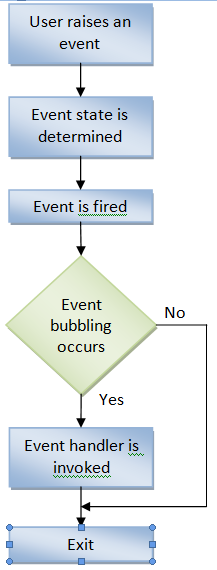 User raises an
event
Event state is
determined
Event is fired
Event
bubbling
occurs
No
Yes
Event handler is
invoked
Exit